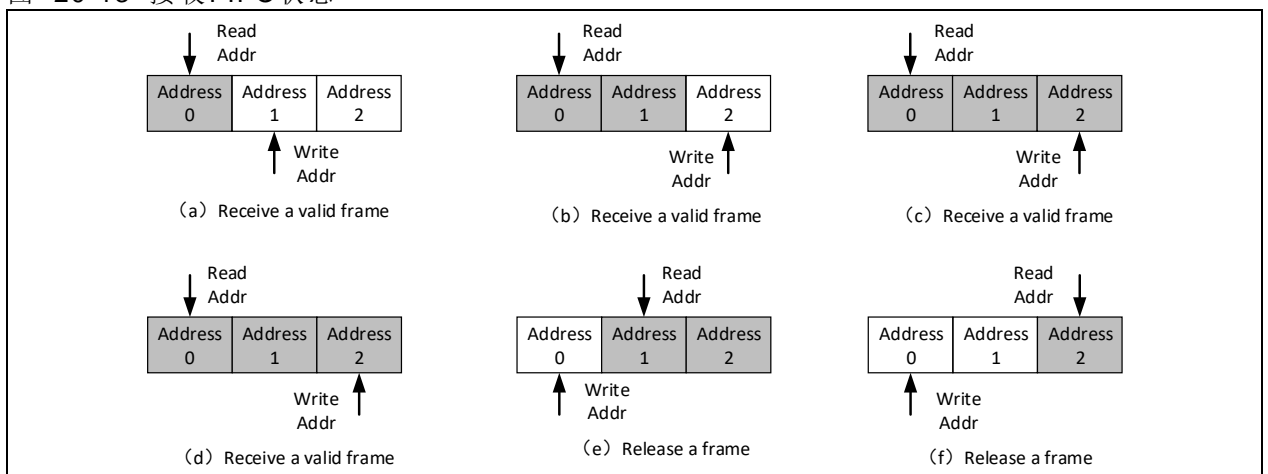 图 接收FIFO状态
Read
Addr
Address
0
Address
1
Address
2
Write
Addr
（a）Receive a valid frame
Read
Addr
Address
0
Address
1
Address
2
Write
Addr
（b）Receive a valid frame
Read
Addr
Address
0
Address
1
Address
2
Write
Addr
（c）Receive a valid frame
Read
Addr
Address
0
Address
1
Address
2
Write
Addr
（d）Receive a valid frame
Read
Addr
Address
0
Address
1
Address
2
Write
Addr
（e）Release a frame
Read
Addr
Address
0
Address
1
Address
2
Write
Addr
（f）Release a frame